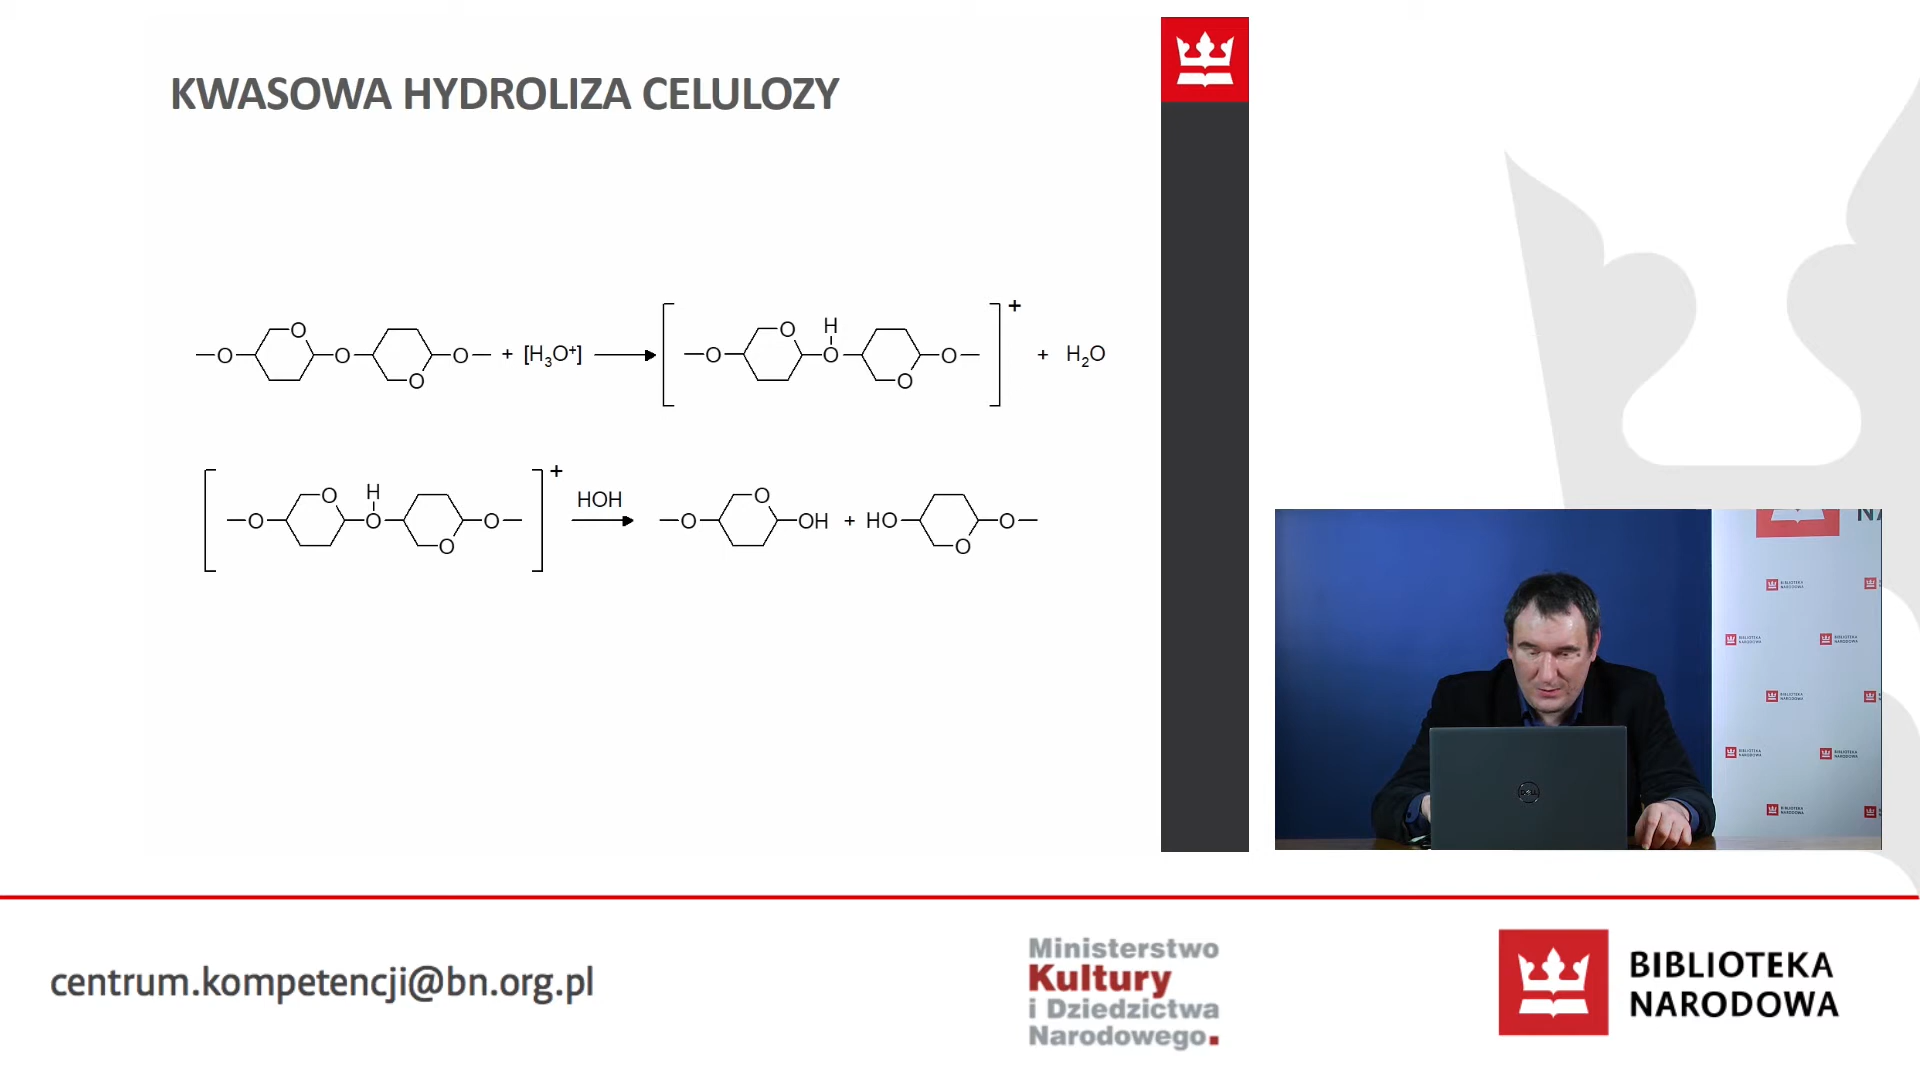 KWASOWA HYDROLIZA CELULOZY
O O O O O + [H₃O⁺] [ O O H O O O ]⁺ + H₂O
[ O O H O O O ]⁺ HOH O O OH + HO O O
centrum.kompetencji@bn.org.pl
Ministerstwo
Kultury
i Dziedzictwa
Narodowego.
BIBLIOTEKA
NARODOWA